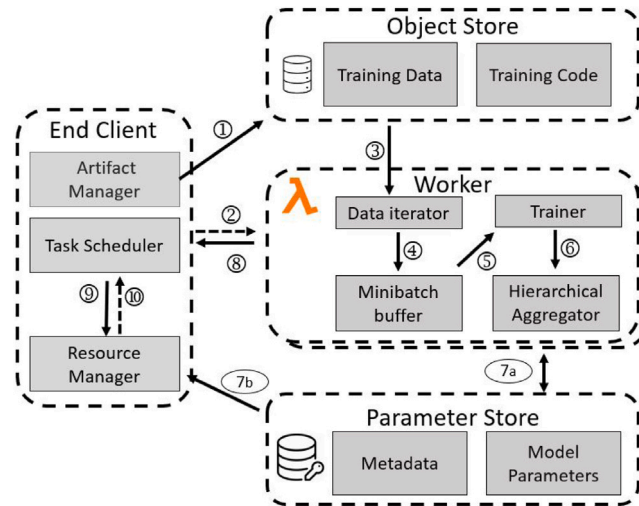 Object Store
Training Data
Training Code
End Client
①
Artifact
Manager
③
Worker
λ
Data iterator
Trainer
②
Task Scheduler
⑧
④
⑤
⑥
Minibatch
buffer
Hierarchical
Aggregator
⑨
⑩
Resource
Manager
7b
7a
Parameter Store
Metadata
Model
Parameters